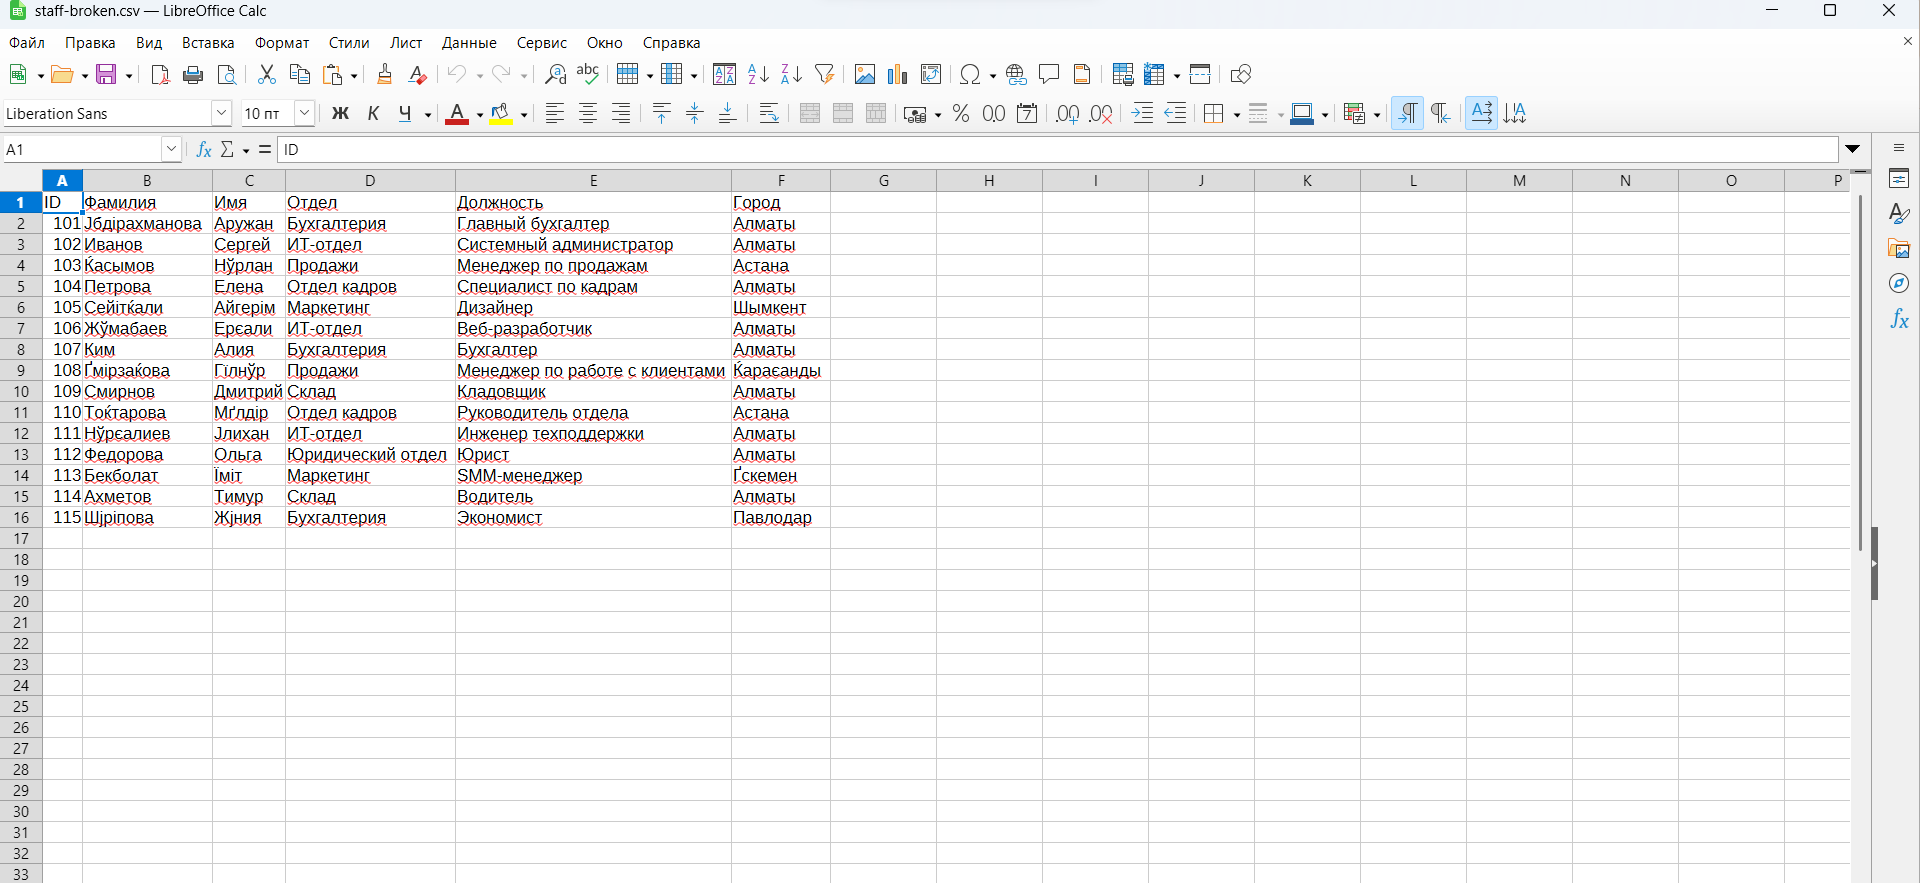 staff-broken.csv — LibreOffice Calc
Файл Правка Вид Вставка Формат Стили Лист Данные Сервис Окно Справка
Liberation Sans 10 пт Ж К Ч
A1 ID
A B C D E F G H I J K L M N O P
1 ID Фамилия Имя Отдел Должность Город
2 101 Јбдірахманова Аружан Бухгалтерия Главный бухгалтер Алматы
3 102 Иванов Сергей ИТ-отдел Системный администратор Алматы
4 103 Ќасымов Нўрлан Продажи Менеджер по продажам Астана
5 104 Петрова Елена Отдел кадров Специалист по кадрам Алматы
6 105 Сейітќали Айгерім Маркетинг Дизайнер Шымкент
7 106 Жўмабаев Ерєали ИТ-отдел Веб-разработчик Алматы
8 107 Ким Алия Бухгалтерия Бухгалтер Алматы
9 108 Ґмірзаќова Гїлнўр Продажи Менеджер по работе с клиентами Ќараєанды
10 109 Смирнов Дмитрий Склад Кладовщик Алматы
11 110 Тоќтарова Мґлдір Отдел кадров Руководитель отдела Астана
12 111 Нўрєалиев Јлихан ИТ-отдел Инженер техподдержки Алматы
13 112 Федорова Ольга Юридический отдел Юрист Алматы
14 113 Бекболат Їміт Маркетинг SMM-менеджер Ґскемен
15 114 Ахметов Тимур Склад Водитель Алматы
16 115 Шјріпова Жјния Бухгалтерия Экономист Павлодар
17
18
19
20
21
22
23
24
25
26
27
28
29
30
31
32
33